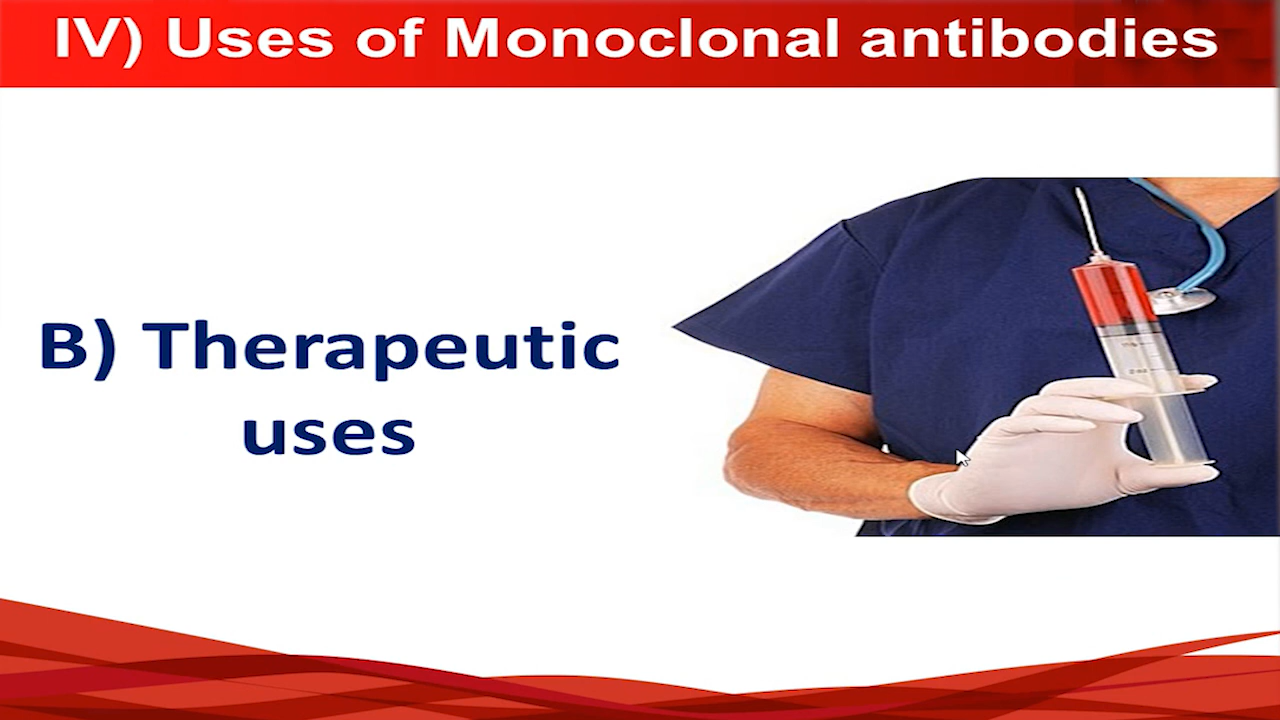 IV) Uses of Monoclonal antibodies
B) Therapeutic
uses